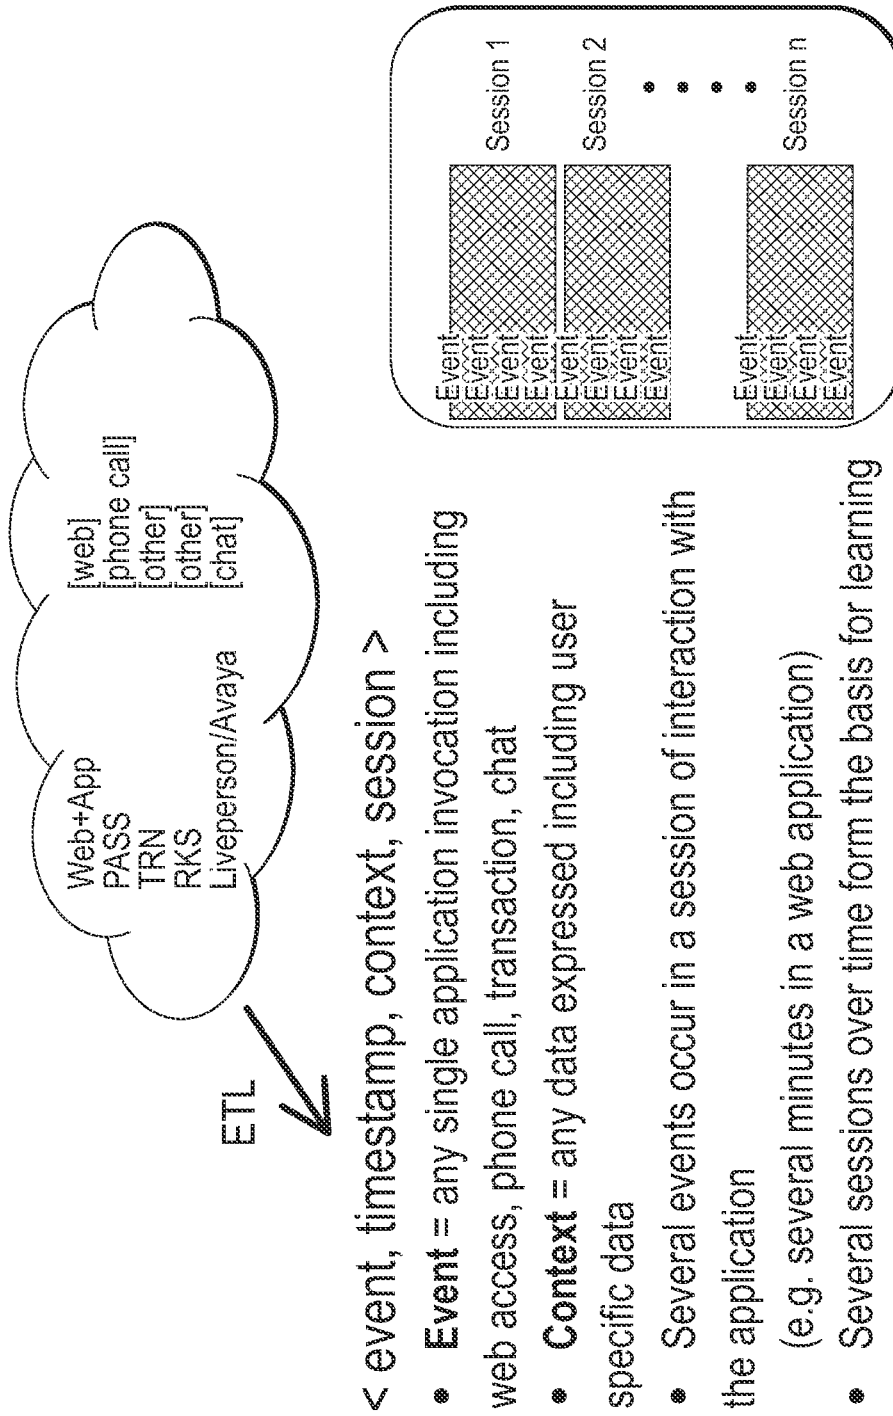 Web+App [web]
PASS [phone call]
TRN [other]
RKS [other]
Liveperson/Avaya [chat]
ETL
< event, timestamp, context, session >
• Event = any single application invocation including
web access, phone call, transaction, chat
• Context = any data expressed including user
specific data
• Several events occur in a session of interaction with
the application
(e.g. several minutes in a web application)
• Several sessions over time form the basis for learning
Event
Event
Event
Event
Session 1
Event
Event
Event
Event
Session 2
Event
Event
Event
Event
Session n